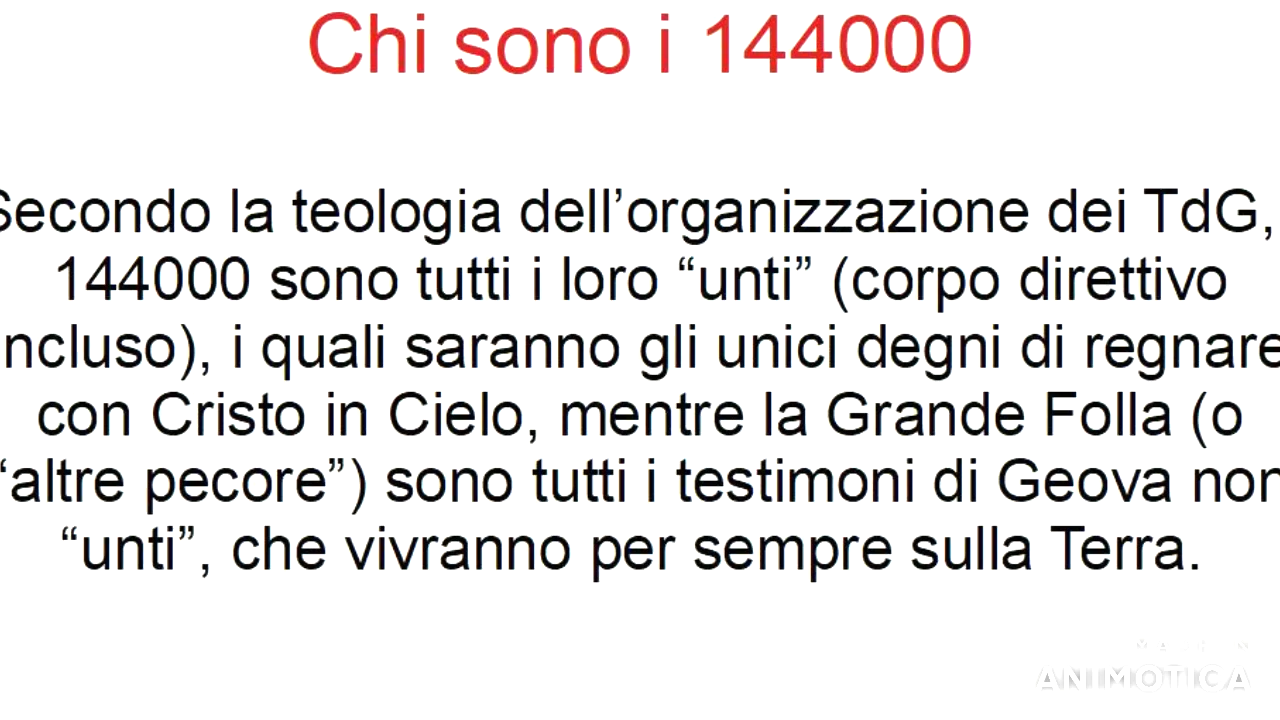 Chi sono i 144000
Secondo la teologia dell’organizzazione dei TdG,
144000 sono tutti i loro “unti” (corpo direttivo
incluso), i quali saranno gli unici degni di regnare
con Cristo in Cielo, mentre la Grande Folla (o
“altre pecore”) sono tutti i testimoni di Geova non
“unti”, che vivranno per sempre sulla Terra.
ANIMOTICA